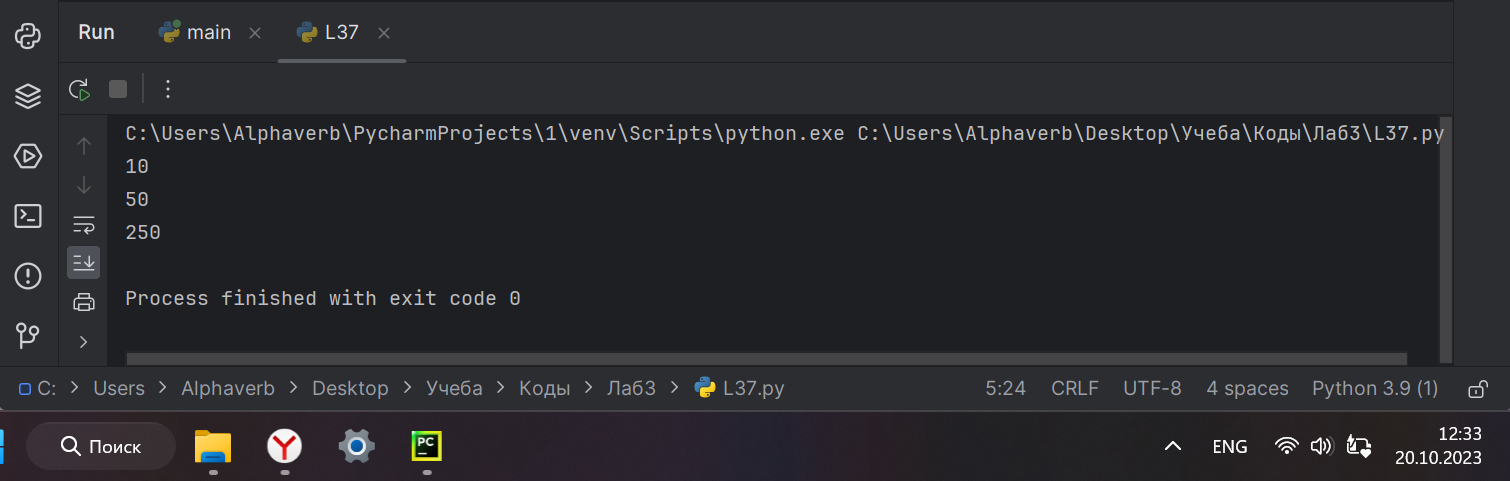 Run main L37
C:\Users\Alphaverb\PycharmProjects\1\venv\Scripts\python.exe C:\Users\Alphaverb\Desktop\Учеба\Коды\Лаб3\L37.py
10
50
250
Process finished with exit code 0
C: > Users > Alphaverb > Desktop > Учеба > Коды > Лаб3 > L37.py 5:24 CRLF UTF-8 4 spaces Python 3.9 (1)
Поиск PC ENG 12:33
20.10.2023